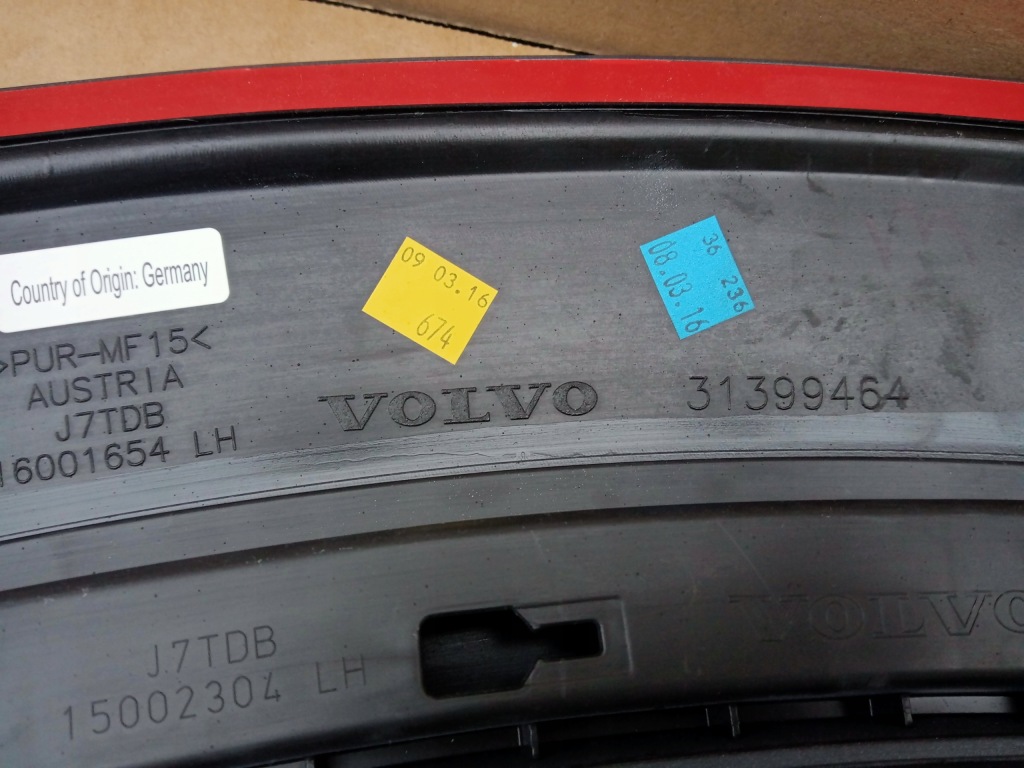 Country of Origin: Germany
>PUR-MF15<
AUSTRIA
J7TDB
16001654 LH
09 03.16
674
36 236
08.03.16
VOLVO 31399464
VOLVO
J7TDB
15002304 LH